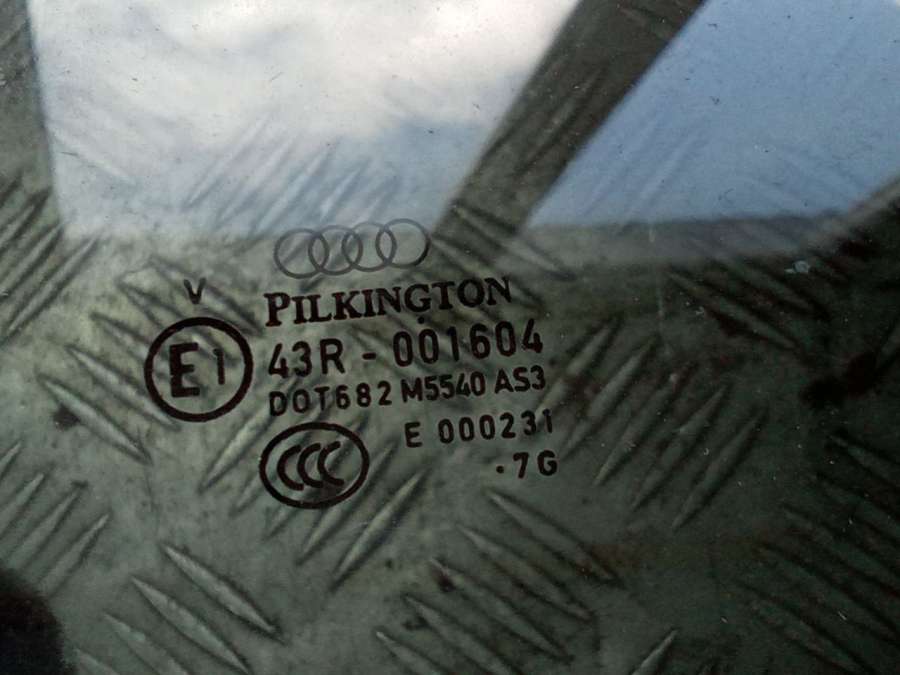 V
PILKINGTON
E1 43R - 001604
DOT682 M5540 AS3
E 000231
CCC .7G